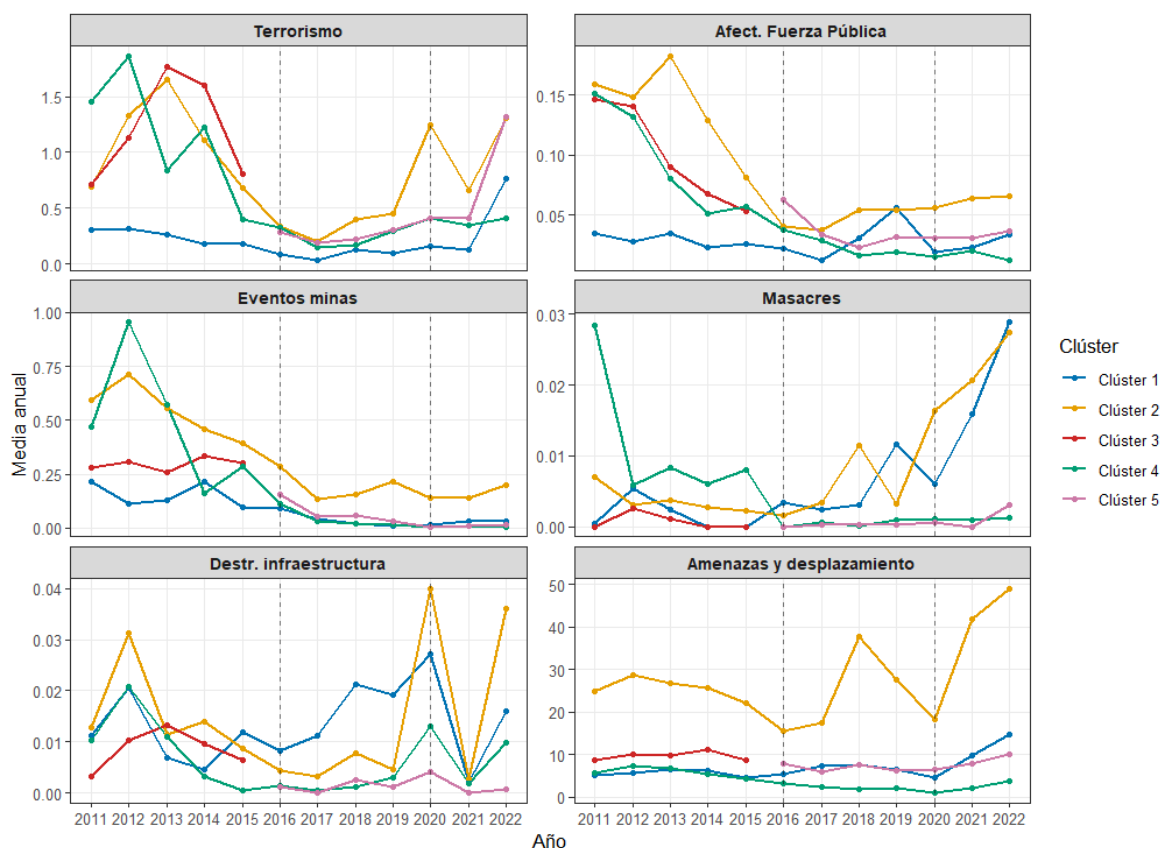 Terrorismo
Afect. Fuerza Pública
1.5
1.0
0.5
0.0
0.15
0.10
0.05
Eventos minas
Masacres
1.00
0.75
0.50
0.25
0.00
0.03
0.02
0.01
0.00
Destr. infraestructura
Amenazas y desplazamiento
0.04
0.03
0.02
0.01
0.00
50
40
30
20
10
0
2011 2012 2013 2014 2015 2016 2017 2018 2019 2020 2021 2022
2011 2012 2013 2014 2015 2016 2017 2018 2019 2020 2021 2022
Media anual
Año
Clúster
Clúster 1
Clúster 2
Clúster 3
Clúster 4
Clúster 5